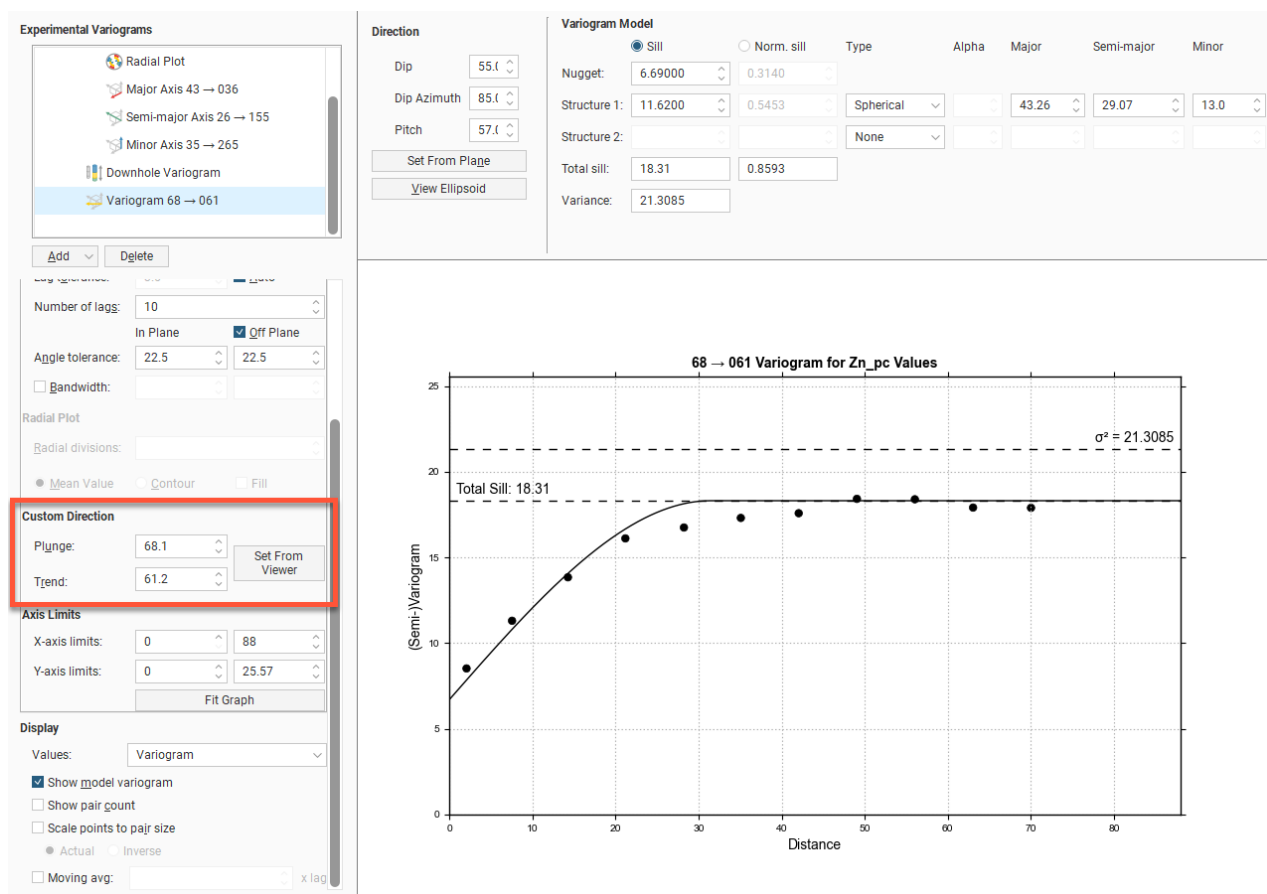 Experimental Variograms
Radial Plot
Major Axis 43 → 036
Semi-major Axis 26 → 155
Minor Axis 35 → 265
Downhole Variogram
Variogram 68 → 061
Add Delete
Number of lags: 10
In Plane Off Plane
Angle tolerance: 22.5 22.5
Bandwidth:
Radial Plot
Radial divisions:
Mean Value Contour Fill
Custom Direction
Plunge: 68.1
Trend: 61.2
Set From
Viewer
Axis Limits
X-axis limits: 0 88
Y-axis limits: 0 25.57
Fit Graph
Display
Values: Variogram
Show model variogram
Show pair count
Scale points to pair size
Actual Inverse
Moving avg: x lag
Direction
Dip 55.(
Dip Azimuth 85.(
Pitch 57.(
Set From Plane
View Ellipsoid
Variogram Model
Sill Norm. sill Type Alpha Major Semi-major Minor
Nugget: 6.69000 0.3140
Structure 1: 11.6200 0.5453 Spherical 43.26 29.07 13.0
Structure 2: None
Total sill: 18.31 0.8593
Variance: 21.3085
68 → 061 Variogram for Zn_pc Values
σ² = 21.3085
Total Sill: 18.31
(Semi-)Variogram
25
20
15
10
5
0
0 10 20 30 40 50 60 70 80
Distance